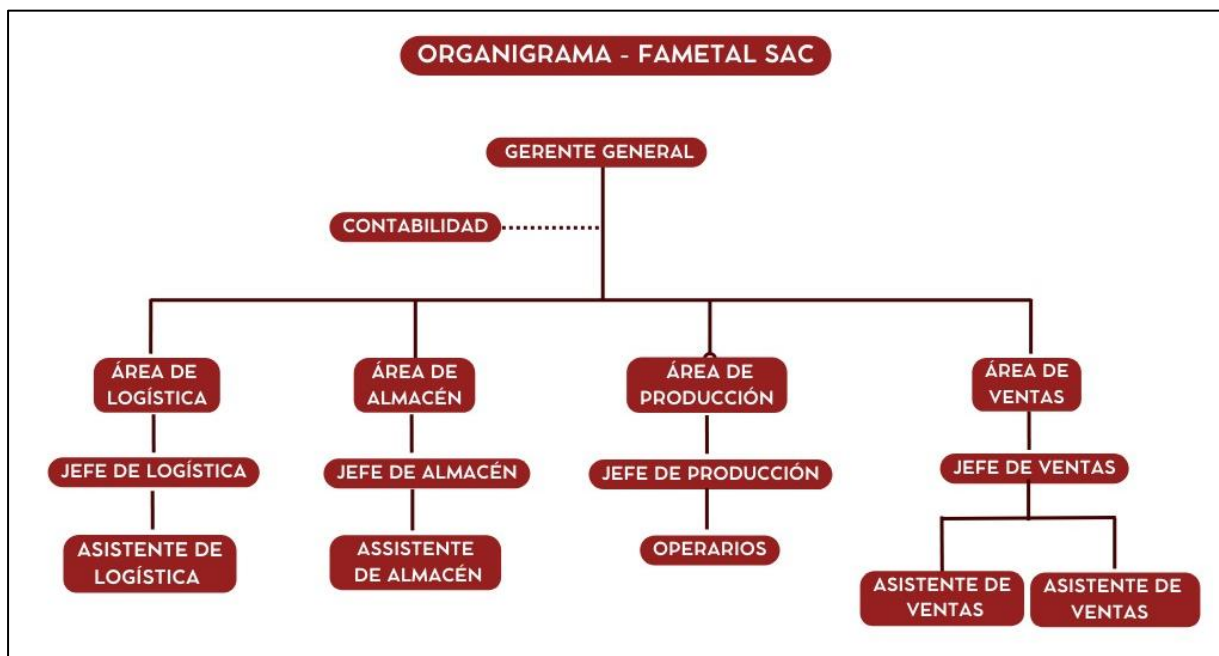 ORGANIGRAMA - FAMETAL SAC
GERENTE GENERAL
CONTABILIDAD
ÁREA DE
LOGÍSTICA
ÁREA DE
ALMACÉN
ÁREA DE
PRODUCCIÓN
ÁREA DE
VENTAS
JEFE DE LOGÍSTICA
JEFE DE ALMACÉN
JEFE DE PRODUCCIÓN
JEFE DE VENTAS
ASISTENTE DE
LOGÍSTICA
ASSISTENTE
DE ALMACÉN
OPERARIOS
ASISTENTE DE
VENTAS
ASISTENTE DE
VENTAS